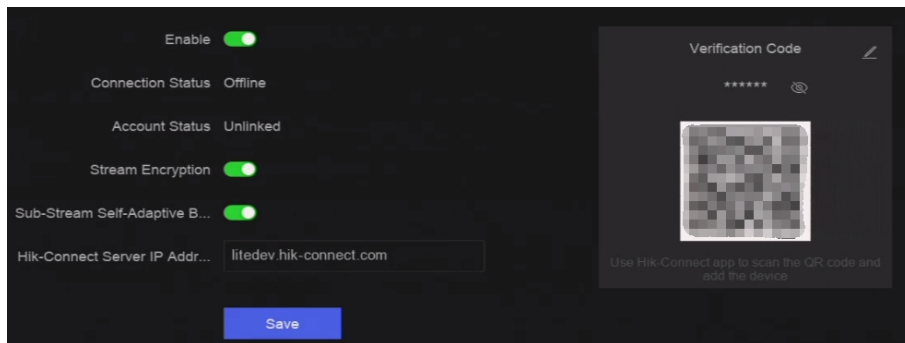 Enable
Connection Status Offline
Account Status Unlinked
Stream Encryption
Sub-Stream Self-Adaptive B...
Hik-Connect Server IP Addr... litedev.hik-connect.com
Save
Verification Code
******
Use Hik-Connect app to scan the QR code and
add the device